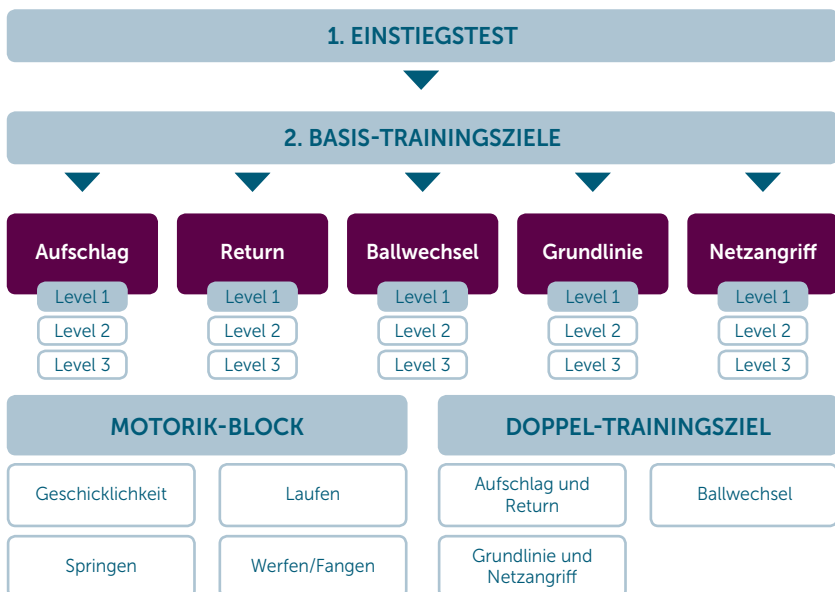 1. EINSTIEGSTEST
2. BASIS-TRAININGSZIELE
Aufschlag
Return
Ballwechsel
Grundlinie
Netzangriff
Level 1
Level 1
Level 1
Level 1
Level 1
Level 2
Level 2
Level 2
Level 2
Level 2
Level 3
Level 3
Level 3
Level 3
Level 3
MOTORIK-BLOCK
Geschicklichkeit
Laufen
Springen
Werfen/Fangen
DOPPEL-TRAININGSZIEL
Aufschlag und
Return
Ballwechsel
Grundlinie und
Netzangriff